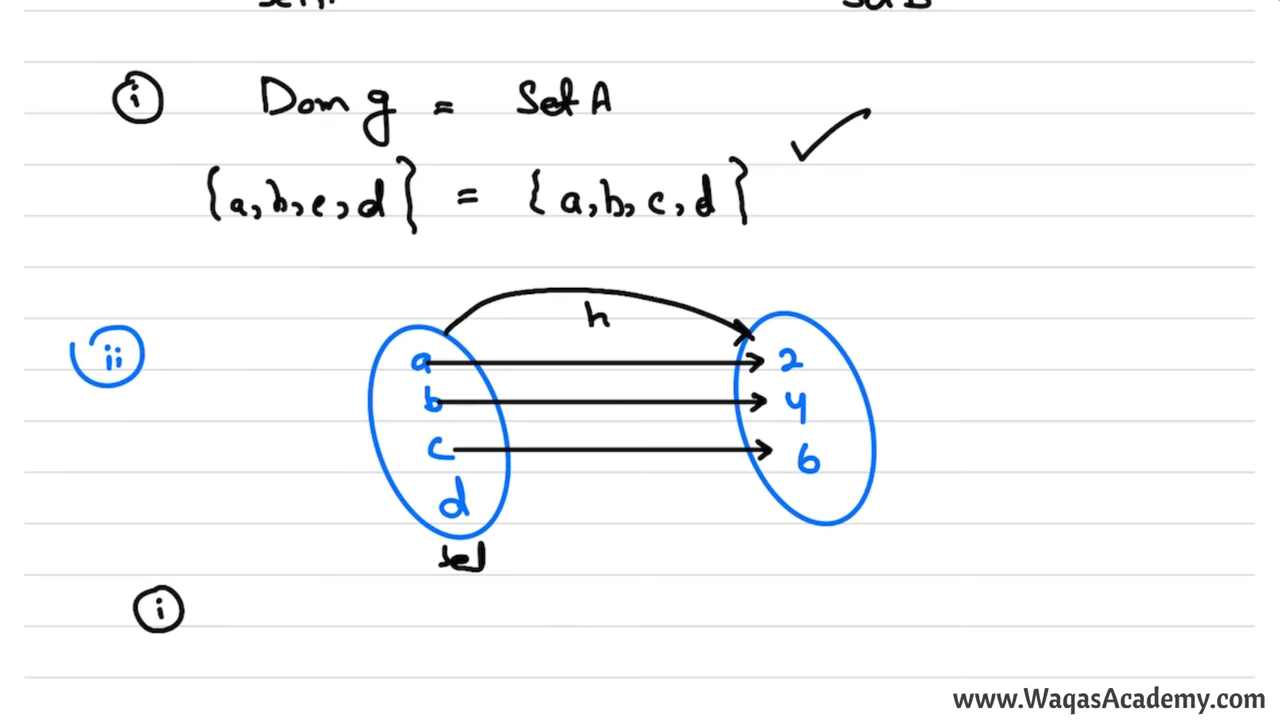 i Dom g = Set A
{a, b, c, d} = {a, b, c, d}
h
ii
a 2
b 4
c 6
d
set
i
www.WaqasAcademy.com